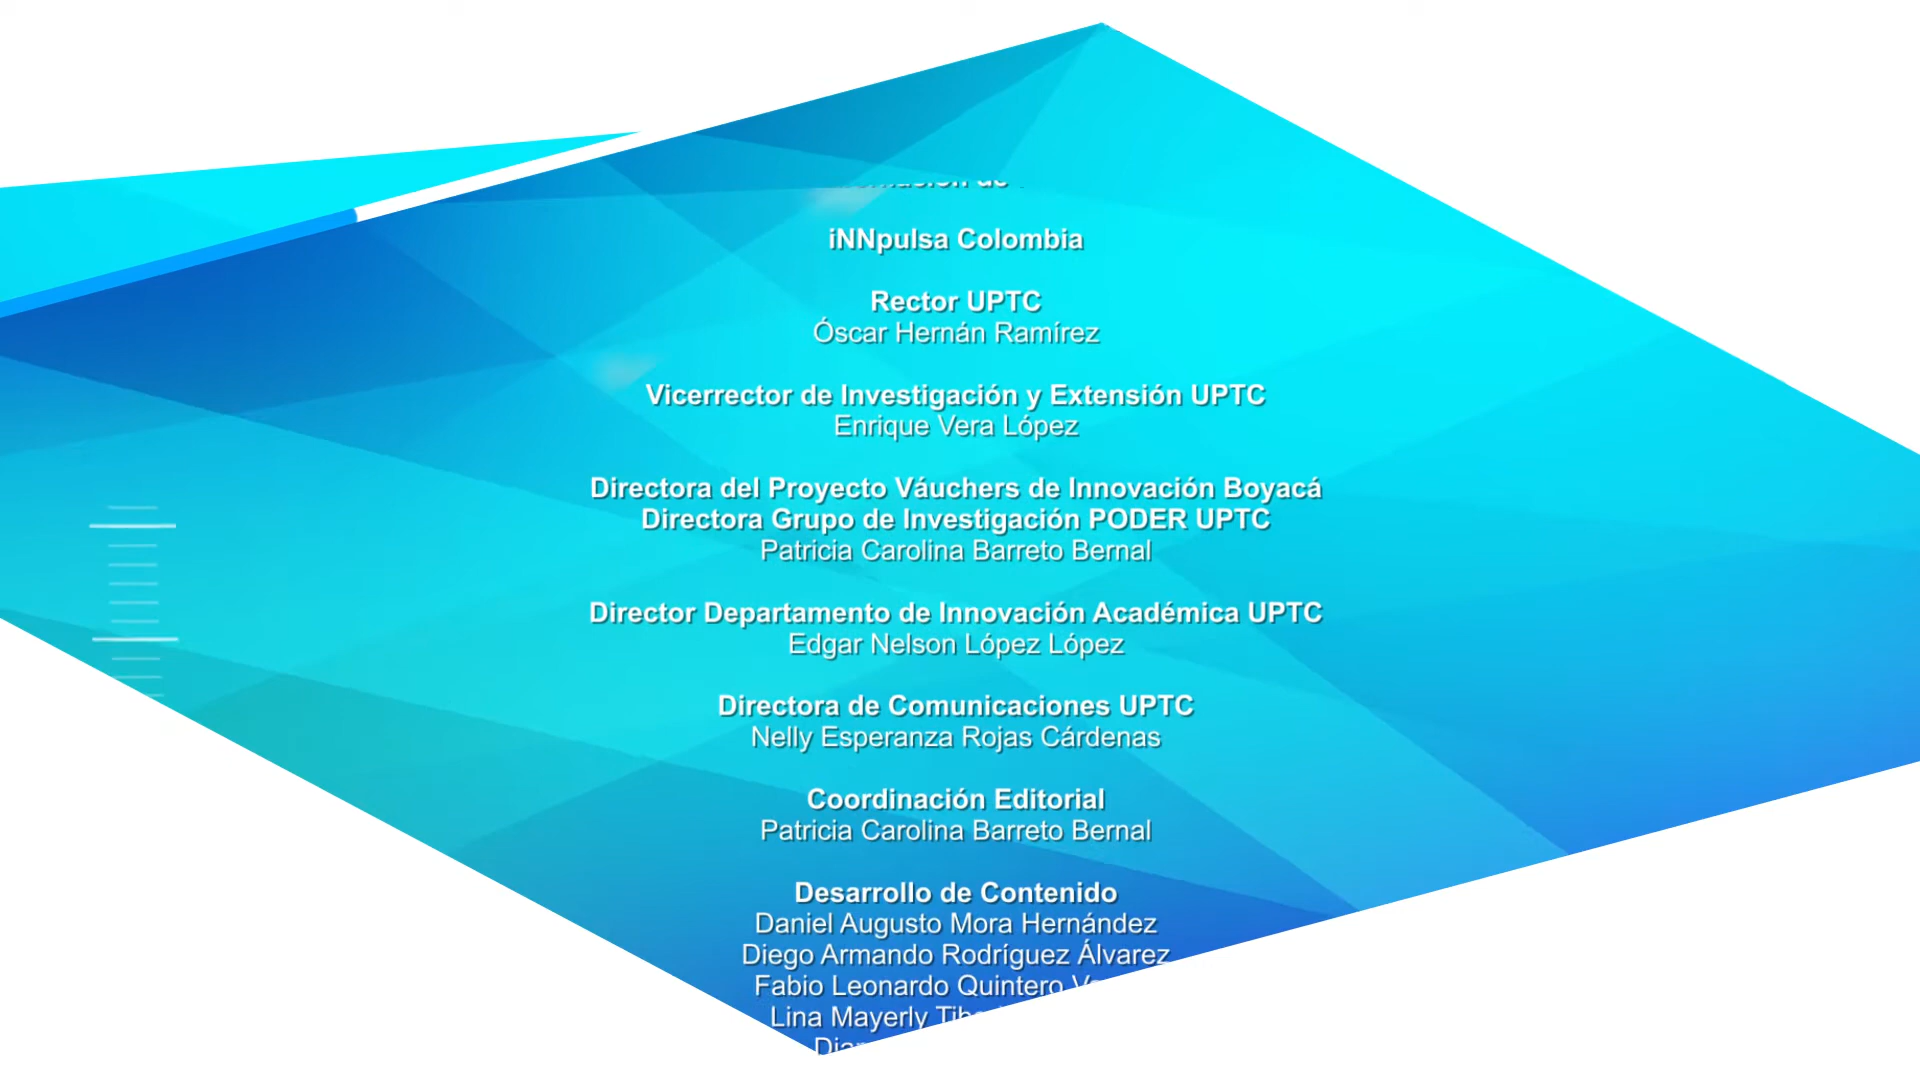 de
iNNpulsa Colombia
Rector UPTC
Óscar Hernán Ramírez
Vicerrector de Investigación y Extensión UPTC
Enrique Vera López
Directora del Proyecto Váuchers de Innovación Boyacá
Directora Grupo de Investigación PODER UPTC
Patricia Carolina Barreto Bernal
Director Departamento de Innovación Académica UPTC
Edgar Nelson López López
Directora de Comunicaciones UPTC
Nelly Esperanza Rojas Cárdenas
Coordinación Editorial
Patricia Carolina Barreto Bernal
Desarrollo de Contenido
Daniel Augusto Mora Hernández
Diego Armando Rodríguez Álvarez
Fabio Leonardo Quintero
Lina Mayerly